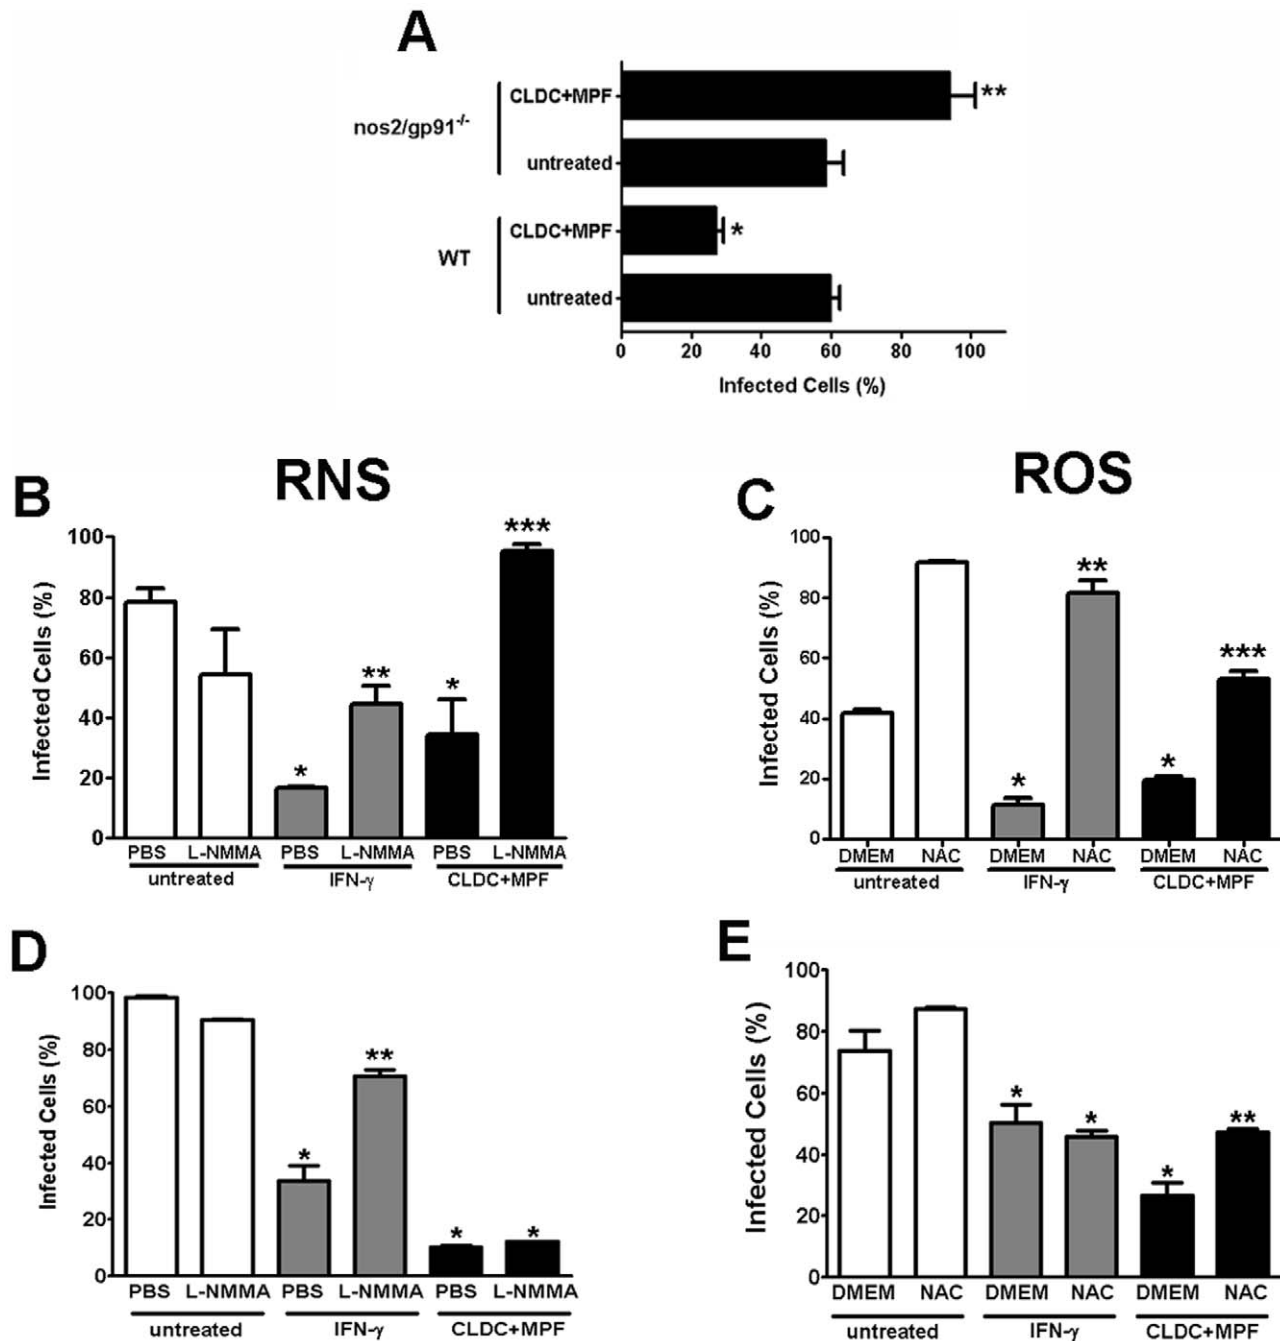 A
CLDC+MPF
**
nos2/gp91-/-
untreated
CLDC+MPF
*
WT
untreated
0 20 40 60 80 100
Infected Cells (%)
B
RNS
100
80
60
40
20
0
Infected Cells (%)
* ** * ***
PBS L-NMMA PBS L-NMMA PBS L-NMMA
untreated IFN-γ CLDC+MPF
C
ROS
100
80
60
40
20
0
Infected Cells (%)
* ** * ***
DMEM NAC DMEM NAC DMEM NAC
untreated IFN-γ CLDC+MPF
D
100
80
60
40
20
0
Infected Cells (%)
* ** * *
PBS L-NMMA PBS L-NMMA PBS L-NMMA
untreated IFN-γ CLDC+MPF
E
100
80
60
40
20
0
Infected Cells (%)
* * * **
DMEM NAC DMEM NAC DMEM NAC
untreated IFN-γ CLDC+MPF